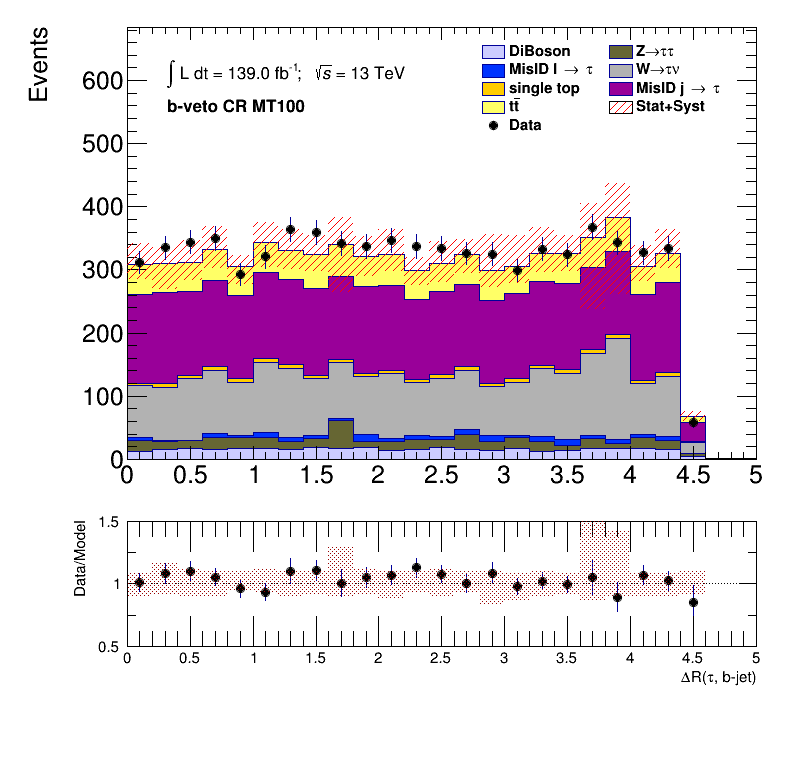 Events
∫ L dt = 139.0 fb⁻¹; √s = 13 TeV
b-veto CR MT100
DiBoson
MisID l → τ
single top
tt̄
Data
Z→ττ
W→τν
MisID j → τ
Stat+Syst
600
500
400
300
200
100
0
0 0.5 1 1.5 2 2.5 3 3.5 4 4.5 5
Data/Model
1.5
1
0.5
0 0.5 1 1.5 2 2.5 3 3.5 4 4.5 5
ΔR(τ, b-jet)